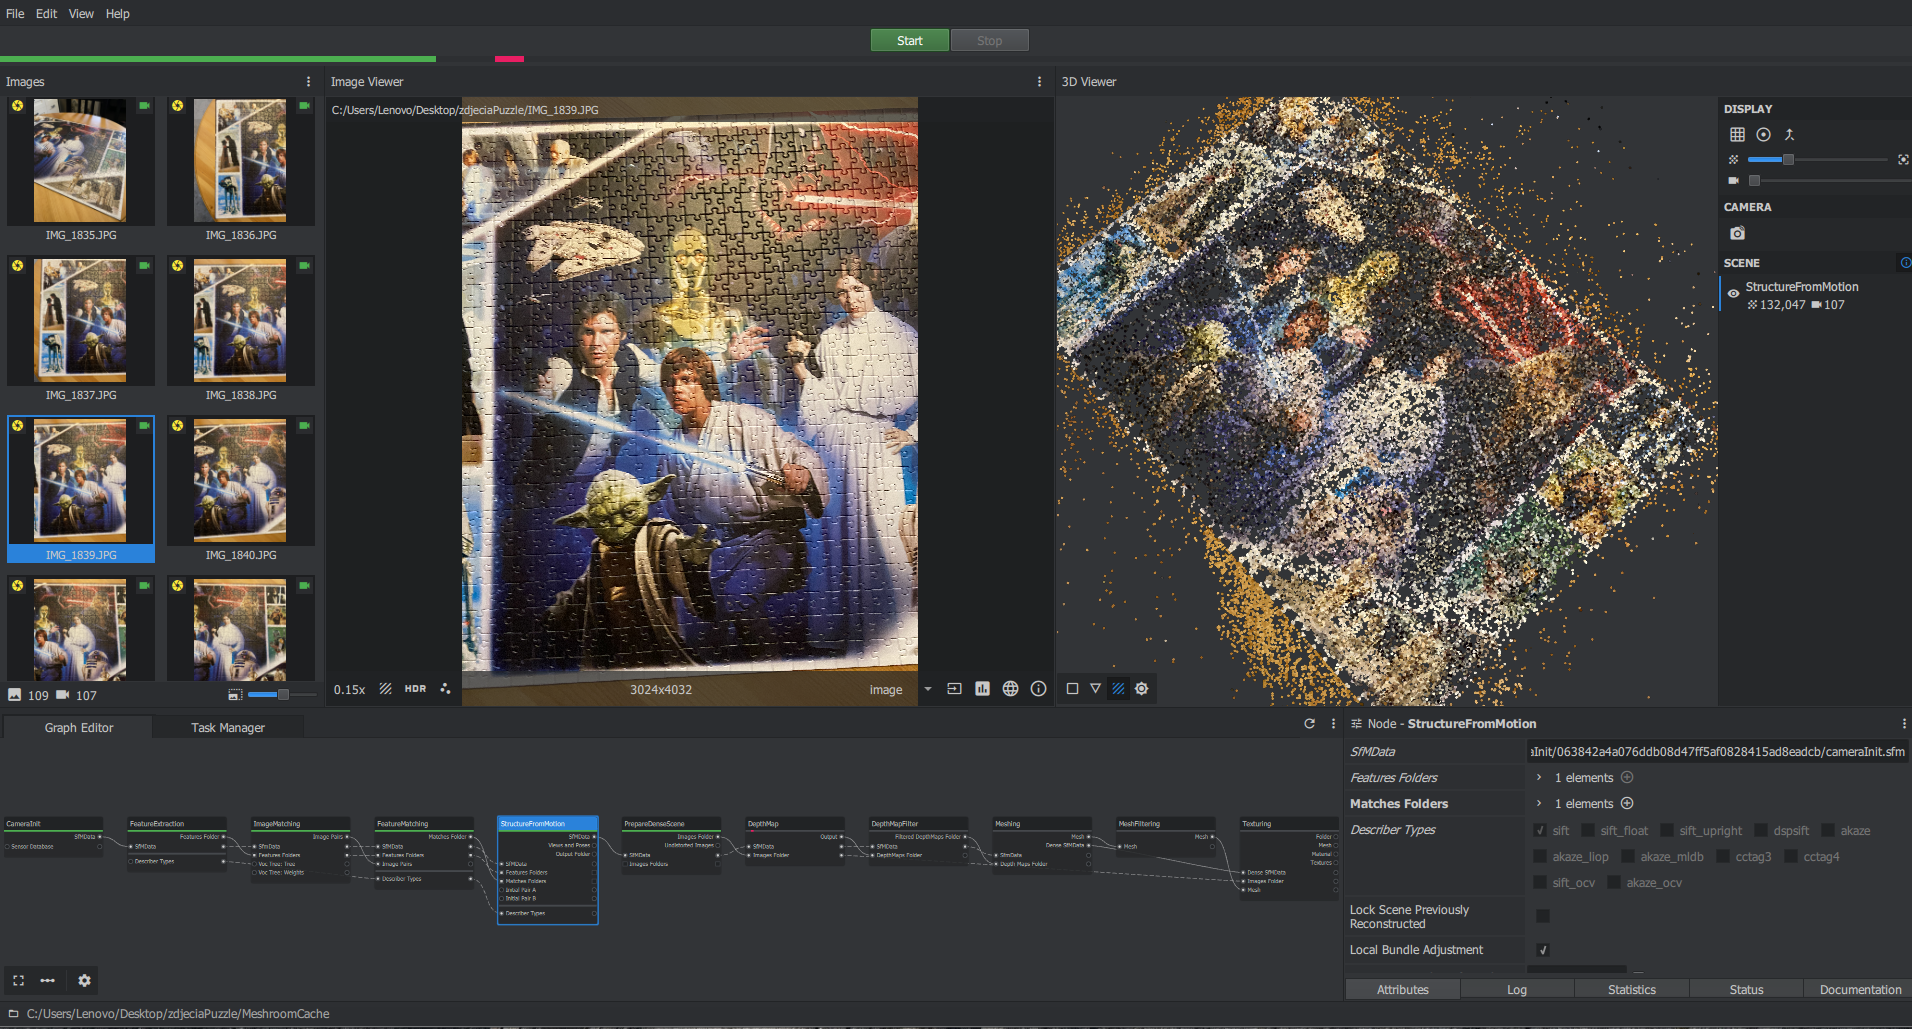 File Edit View Help
Start Stop
Images
Image Viewer
3D Viewer
IMG_1835.JPG
IMG_1836.JPG
IMG_1837.JPG
IMG_1838.JPG
IMG_1839.JPG
IMG_1840.JPG
109 107
C:/Users/Lenovo/Desktop/zdjeciaPuzzle/IMG_1839.JPG
0.15x HDR 3024x4032 image
DISPLAY
CAMERA
SCENE
StructureFromMotion
132,047 107
Graph Editor Task Manager
CameraInit
SfMData
Sensor Database
FeatureExtraction
Features Folder
SfMData
Describer Types
ImageMatching
Image Pairs
SfmData
Features Folders
Voc Tree: Tree
Voc Tree: Weights
FeatureMatching
Matches Folder
SfMData
Features Folders
Image Pairs
Describer Types
StructureFromMotion
SfMData
Views and Poses
Output Folder
SfMData
Features Folders
Matches Folders
Initial Pair A
Initial Pair B
Describer Types
PrepareDenseScene
Images Folder
Undistorted Images
SfMData
Images Folders
DepthMap
Output
SfMData
Images Folder
DepthMapFilter
Filtered DepthMaps Folder
SfMData
DepthMaps Folder
Meshing
Mesh
Dense SfMData
SfmData
Depth Maps Folder
MeshFiltering
Mesh
Mesh
Texturing
Folder
Mesh
Material
Textures
Dense SfMData
Images Folder
Mesh
Node - StructureFromMotion
SfMData
aInit/063842a4a076ddb08d47ff5af0828415ad8eadcb/cameraInit.sfm
Features Folders 1 elements
Matches Folders 1 elements
Describer Types sift sift_float sift_upright dspsift akaze
akaze_liop akaze_mldb cctag3 cctag4
sift_ocv akaze_ocv
Lock Scene Previously
Reconstructed
Local Bundle Adjustment
Attributes Log Statistics Status Documentation
C:/Users/Lenovo/Desktop/zdjeciaPuzzle/MeshroomCache